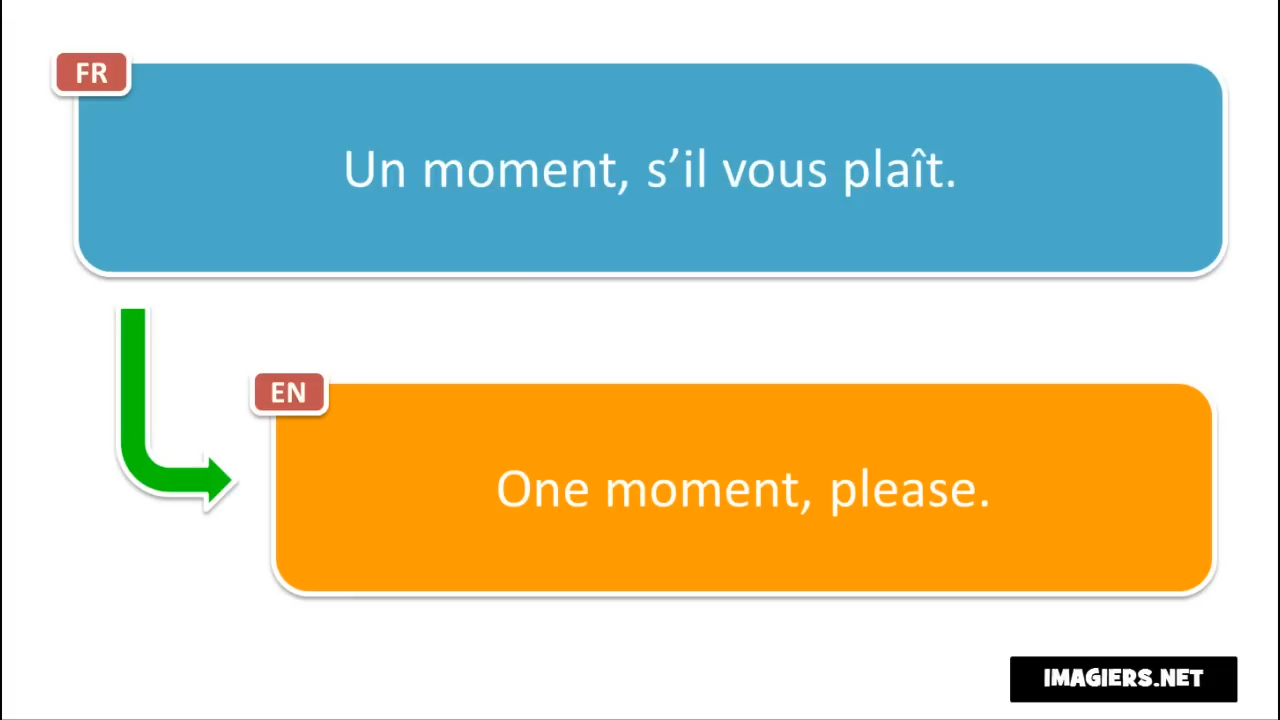 FR
Un moment, s’il vous plaît.
EN
One moment, please.
IMAGIERS.NET